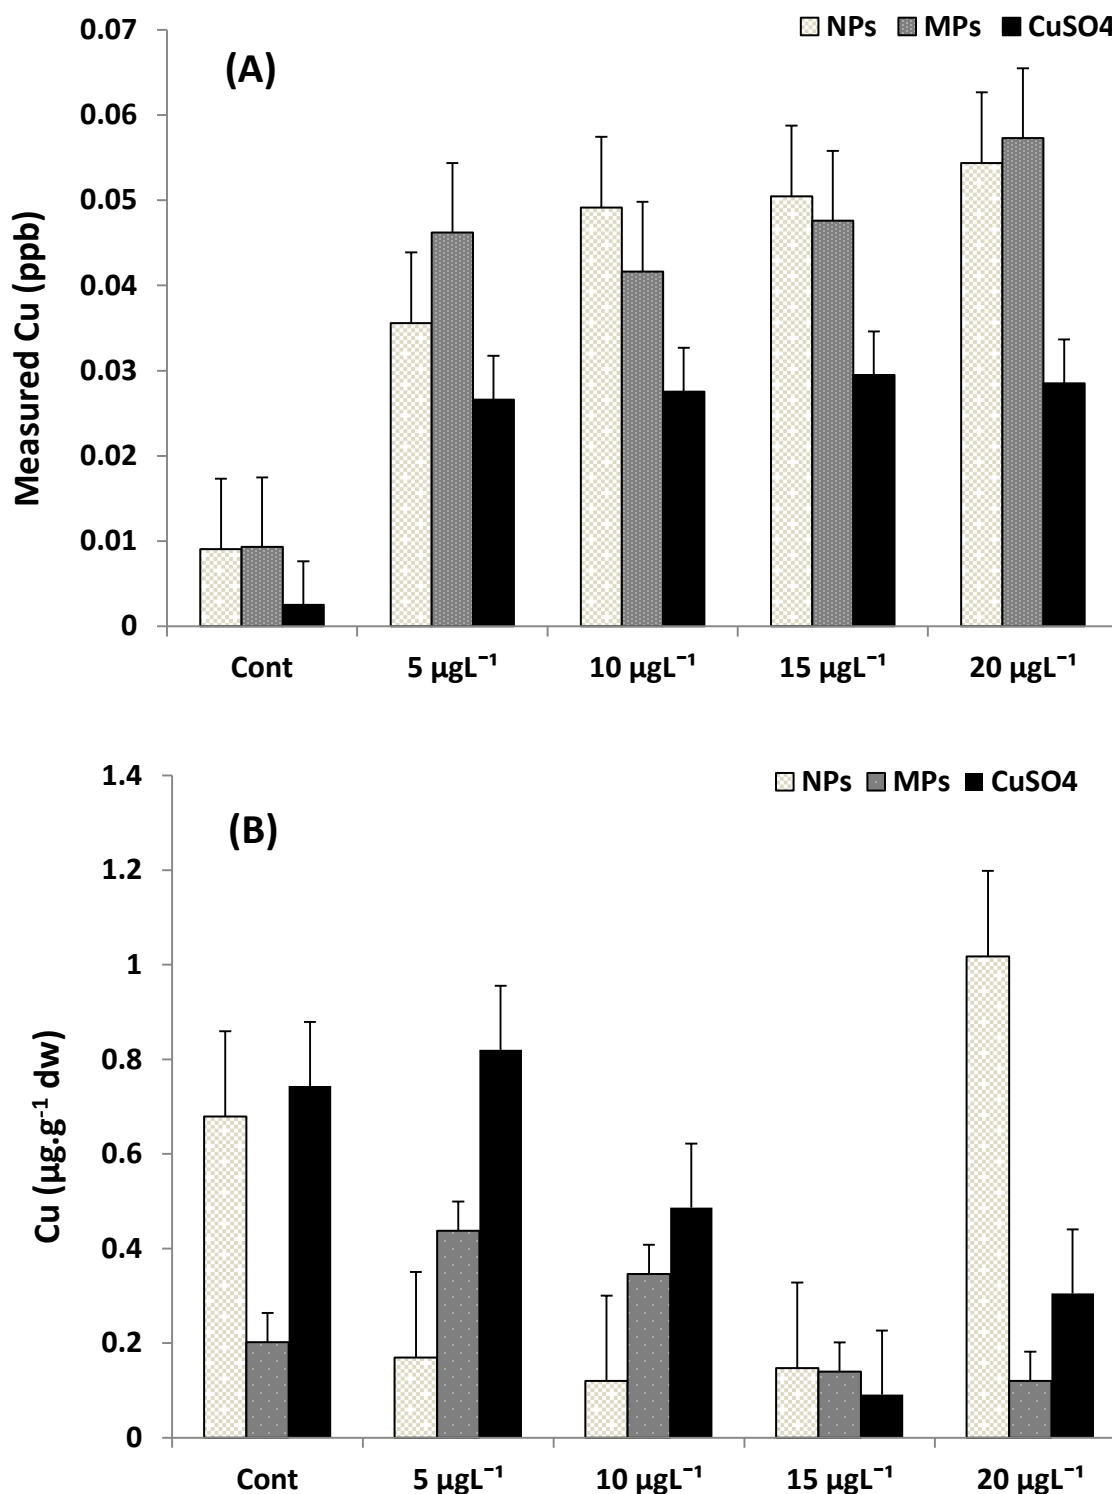 NPs MPs CuSO4
(A)
0.07
0.06
0.05
0.04
0.03
0.02
0.01
0
Measured Cu (ppb)
Cont 5 µgL⁻¹ 10 µgL⁻¹ 15 µgL⁻¹ 20 µgL⁻¹
NPs MPs CuSO4
(B)
1.4
1.2
1
0.8
0.6
0.4
0.2
0
Cu (µg.g⁻¹ dw)
Cont 5 µgL⁻¹ 10 µgL⁻¹ 15 µgL⁻¹ 20 µgL⁻¹